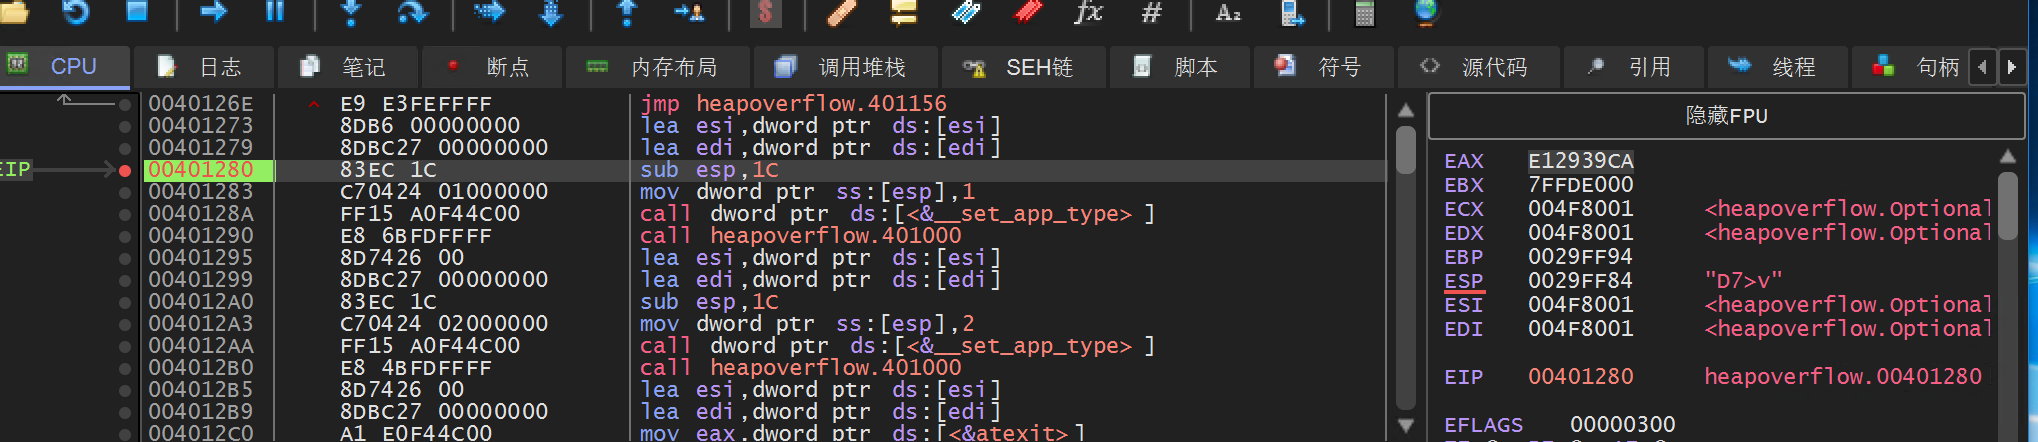 $ fx # Az
CPU 日志 笔记 断点 内存布局 调用堆栈 SEH链 脚本 符号 源代码 引用 线程 句柄
0040126E E9 E3FEFFFF jmp heapoverflow.401156
00401273 8DB6 00000000 lea esi,dword ptr ds:[esi]
00401279 8DBC27 00000000 lea edi,dword ptr ds:[edi]
EIP 00401280 83EC 1C sub esp,1C
00401283 C70424 01000000 mov dword ptr ss:[esp],1
0040128A FF15 A0F44C00 call dword ptr ds:[<&__set_app_type>]
00401290 E8 6BFDFFFF call heapoverflow.401000
00401295 8D7426 00 lea esi,dword ptr ds:[esi]
00401299 8DBC27 00000000 lea edi,dword ptr ds:[edi]
004012A0 83EC 1C sub esp,1C
004012A3 C70424 02000000 mov dword ptr ss:[esp],2
004012AA FF15 A0F44C00 call dword ptr ds:[<&__set_app_type>]
004012B0 E8 4BFDFFFF call heapoverflow.401000
004012B5 8D7426 00 lea esi,dword ptr ds:[esi]
004012B9 8DBC27 00000000 lea edi,dword ptr ds:[edi]
004012C0 A1 E0F44C00 mov eax,dword ptr ds:[<&atexit>]
隐藏FPU
EAX E12939CA
EBX 7FFDE000
ECX 004F8001 <heapoverflow.Optional
EDX 004F8001 <heapoverflow.Optional
EBP 0029FF94
ESP 0029FF84 "D7>v"
ESI 004F8001 <heapoverflow.Optional
EDI 004F8001 <heapoverflow.Optional
EIP 00401280 heapoverflow.00401280
EFLAGS 00000300